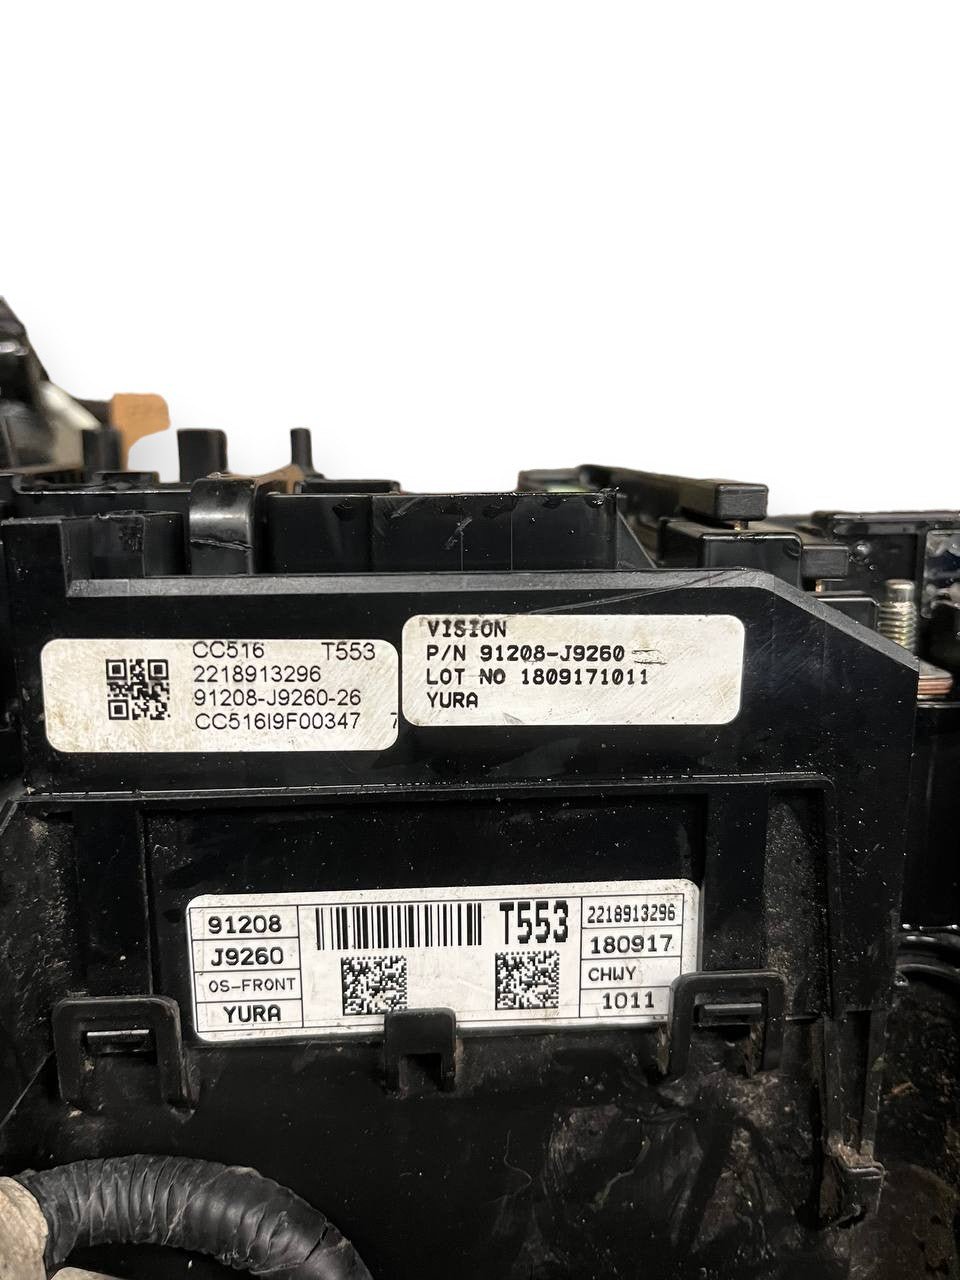 CC516 T553
2218913296
91208-J9260-26
CC516I9F00347 7
VISION
P/N 91208-J9260
LOT NO 1809171011
YURA
91208
J9260
OS-FRONT
YURA
T553
2218913296
180917
CHWY
1011